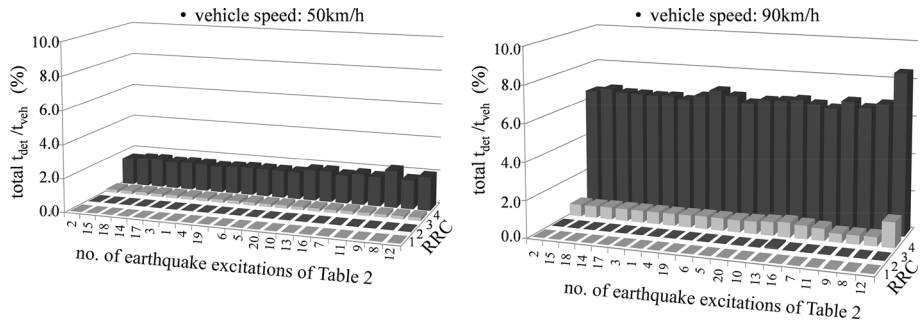 • vehicle speed: 50km/h
total t_det /t_veh (%)
10.0
8.0
6.0
4.0
2.0
0.0
2 15 18 14 17 3 1 4 19 6 5 20 10 13 16 7 11 9 8 12
1 2 3 4
RRC
no. of earthquake excitations of Table 2
• vehicle speed: 90km/h
total t_det /t_veh (%)
10.0
8.0
6.0
4.0
2.0
0.0
2 15 18 14 17 3 1 4 19 6 5 20 10 13 16 7 11 9 8 12
1 2 3 4
RRC
no. of earthquake excitations of Table 2